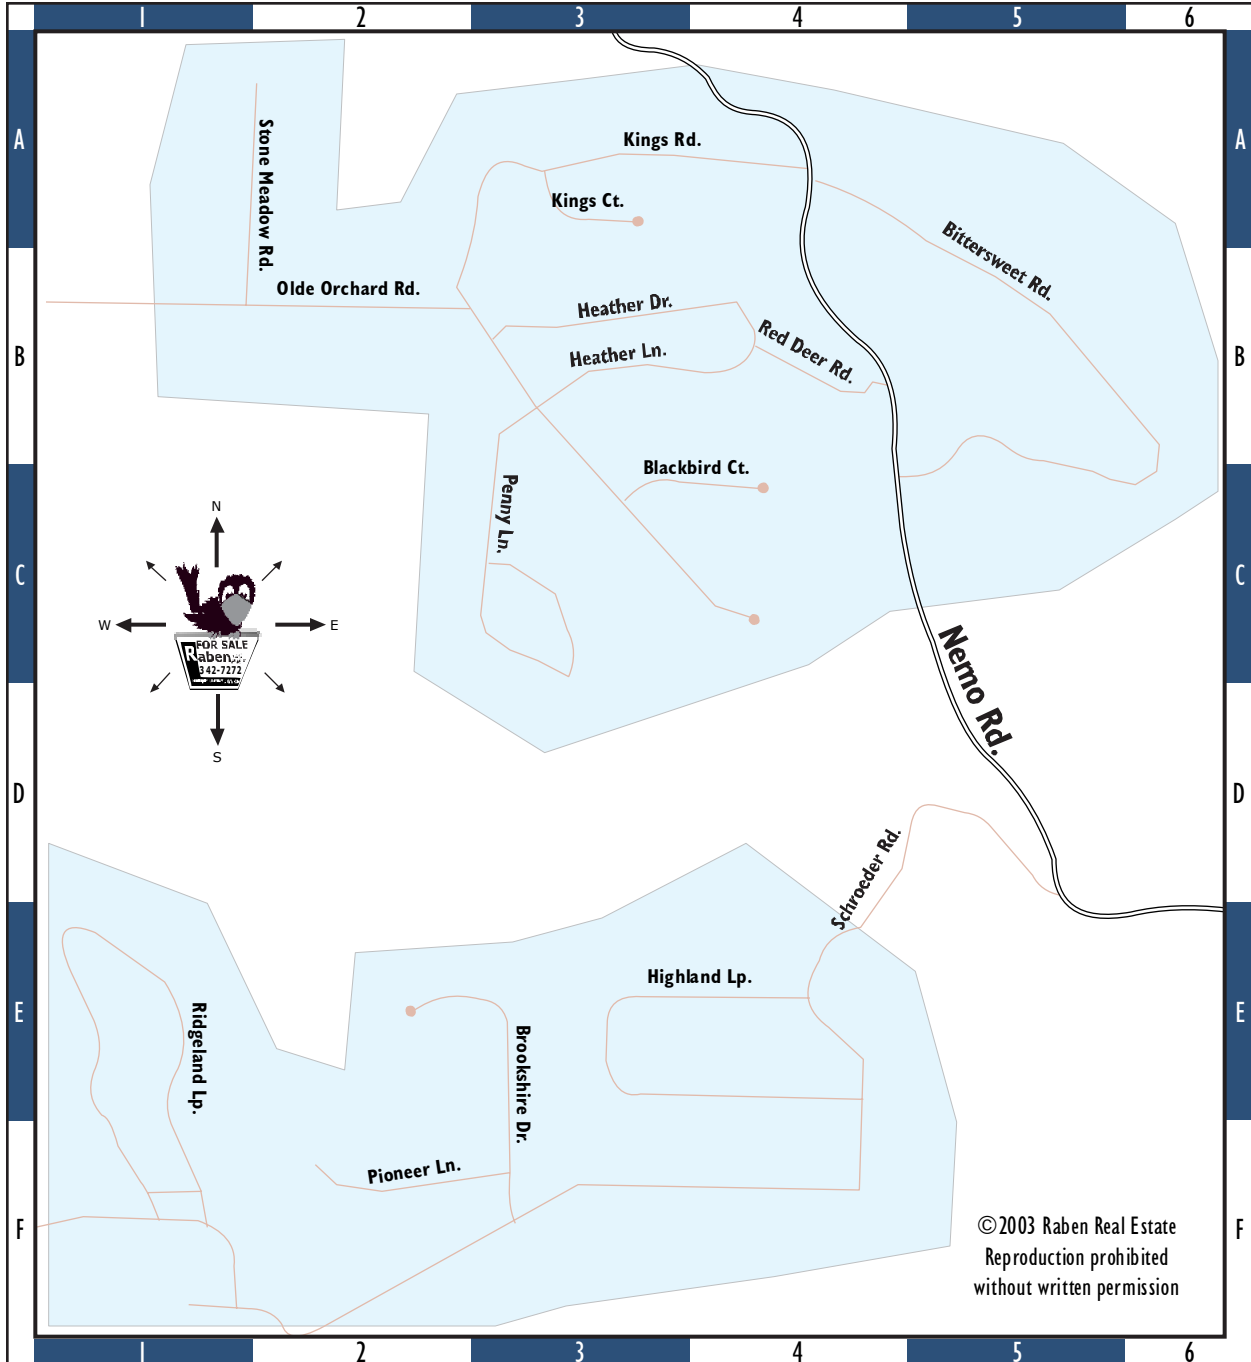 1 2 3 4 5 6
A A
Kings Rd.
Stone Meadow Rd.
Kings Ct.
Bittersweet Rd.
Olde Orchard Rd.
Heather Dr.
Red Deer Rd.
B B
Heather Ln.
Blackbird Ct.
Penny Ln.
N
C C
W E
FOR SALE
Raben
342-7272
Nemo Rd.
S
D D
Schroeder Rd.
Highland Lp.
E E
Ridgeland Lp.
Brookshire Dr.
Pioneer Ln.
F F
©2003 Raben Real Estate
Reproduction prohibited
without written permission
1 2 3 4 5 6